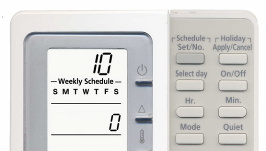 10
Weekly Schedule
S M T W T F S
0
Schedule
Set/No.
Holiday
Apply/Cancel
Select day
On/Off
Hr.
Min.
Mode
Quiet